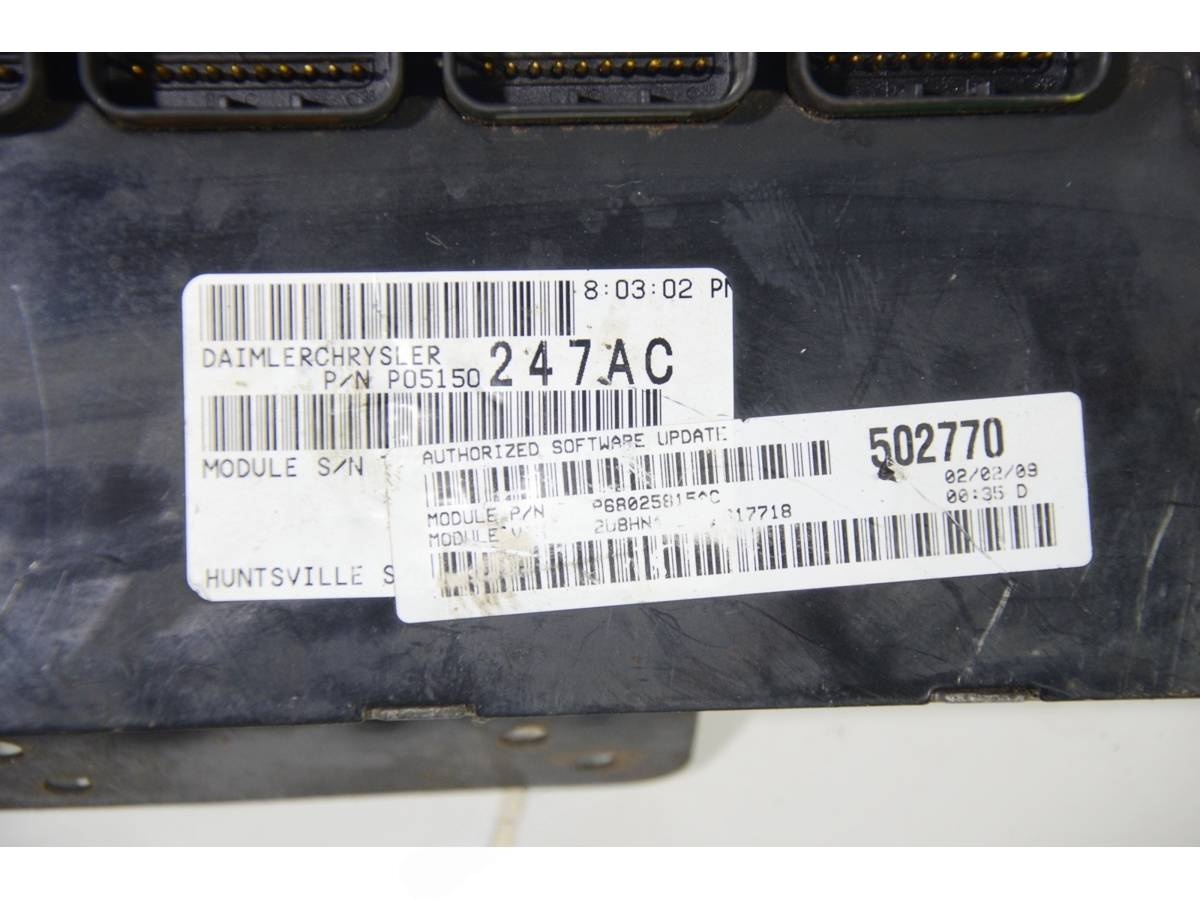 8:03:02
DAIMLERCHRYSLER
P/N P05150 247AC
MODULE S/N
HUNTSVILLE
AUTHORIZED SOFTWARE UPDATE
502770
02/02/09
00:35 D
MODULE P/N P68025815AC
MODULE